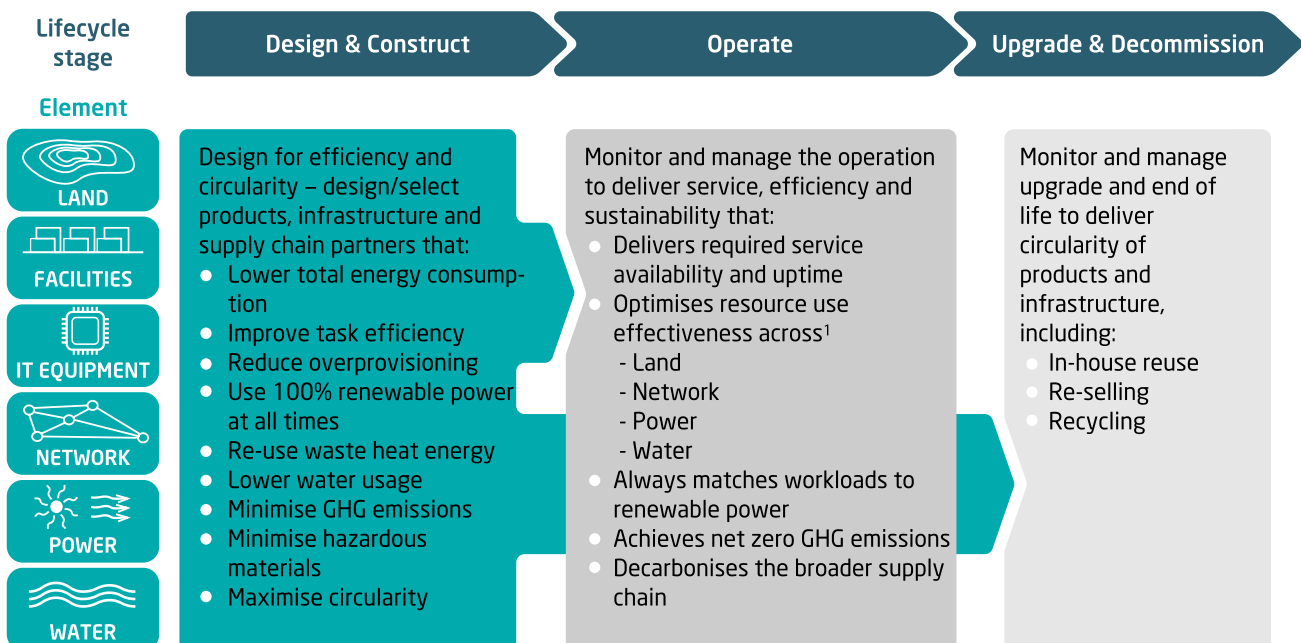 Lifecycle
stage
Design & Construct
Operate
Upgrade & Decommission
Element
LAND
FACILITIES
IT EQUIPMENT
NETWORK
POWER
WATER
Design for efficiency and
circularity – design/select
products, infrastructure and
supply chain partners that:
● Lower total energy consump-
tion
● Improve task efficiency
● Reduce overprovisioning
● Use 100% renewable power
at all times
● Re-use waste heat energy
● Lower water usage
● Minimise GHG emissions
● Minimise hazardous
materials
● Maximise circularity
Monitor and manage the operation
to deliver service, efficiency and
sustainability that:
● Delivers required service
availability and uptime
● Optimises resource use
effectiveness across¹
- Land
- Network
- Power
- Water
● Always matches workloads to
renewable power
● Achieves net zero GHG emissions
● Decarbonises the broader supply
chain
Monitor and manage
upgrade and end of
life to deliver
circularity of
products and
infrastructure,
including:
● In-house reuse
● Re-selling
● Recycling